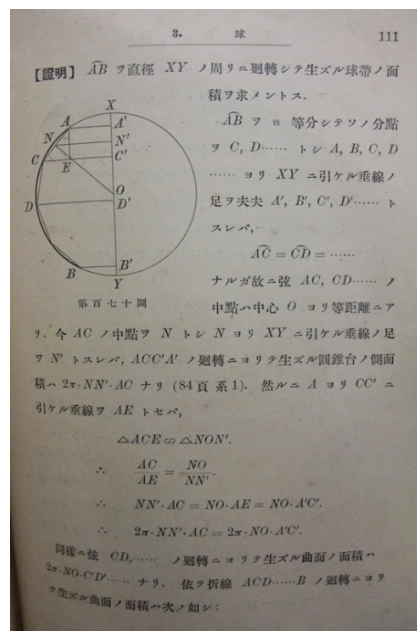 3. 球 111
【證明】 A͡B ヲ直徑 XY ノ周リニ廻轉シテ生ズル球帶ノ面
積ヲ求メントス.
A͡B ヲ n 等分シテソノ分點
ヲ C, D…… トシ A, B, C, D
…… ヨリ XY ニ引ケル垂線ノ
足ヲ夫夫 A′, B′, C′, D′…… ト
スレバ,
A͡C = C͡D = ……
ナルガ故ニ弦 AC, CD…… ノ
中點ハ中心 O ヨリ等距離ニア
X
A
A′
N
N′
C
C′
E
O
D
D′
B
B′
Y
第百七十圖
リ. 今 AC ノ中點ヲ N トシ N ヨリ XY ニ引ケル垂線ノ足
ヲ N′ トスレバ, ACC′A′ ノ廻轉ニヨリテ生ズル圓錐台ノ側面
積ハ 2π·NN′·AC ナリ (84頁系1). 然ルニ A ヨリ CC′ ニ
引ケル垂線ヲ AE トセバ,
△ACE∽△NON′.
∴ AC/AE = NO/NN′.
∴ NN′·AC = NO·AE = NO·A′C′.
∴ 2π·NN′·AC = 2π·NO·A′C′.
同樣ニ弦 CD,…… ノ廻轉ニヨリテ生ズル曲面ノ面積ハ
2π·NO·C′D′…… ナリ. 依テ折線 ACD……B ノ廻轉ニヨリ
テ生ズル曲面ノ面積ハ次ノ如シ: